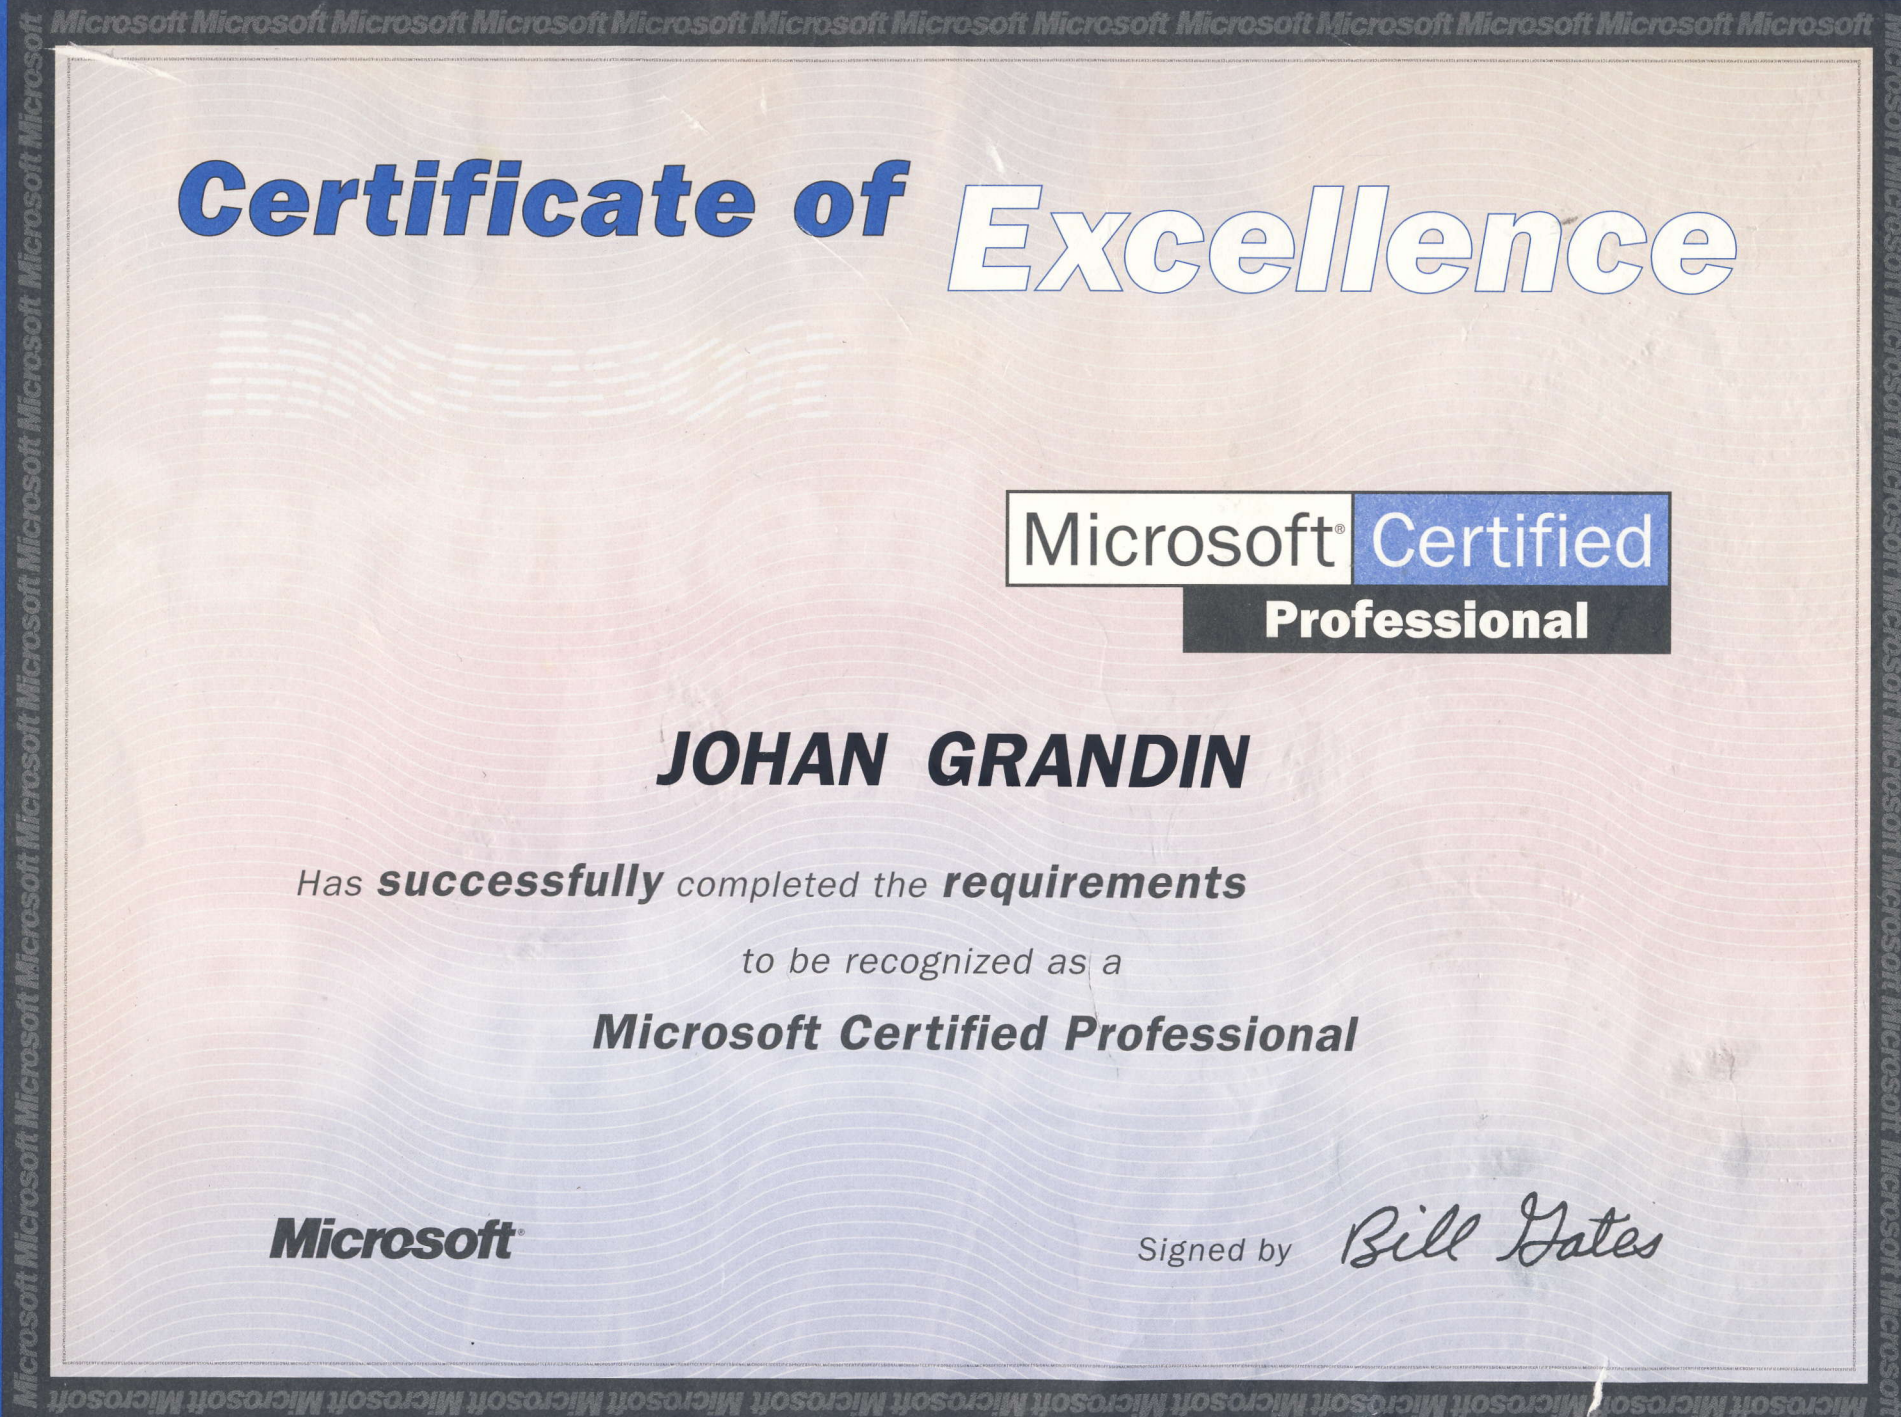 Microsoft Microsoft Microsoft Microsoft Microsoft Microsoft Microsoft Microsoft Microsoft Microsoft Microsoft Microsoft Microsoft
Certificate of Excellence
Microsoft® Certified
Professional
JOHAN GRANDIN
Has successfully completed the requirements
to be recognized as a
Microsoft Certified Professional
Microsoft®
Signed by Bill Gates